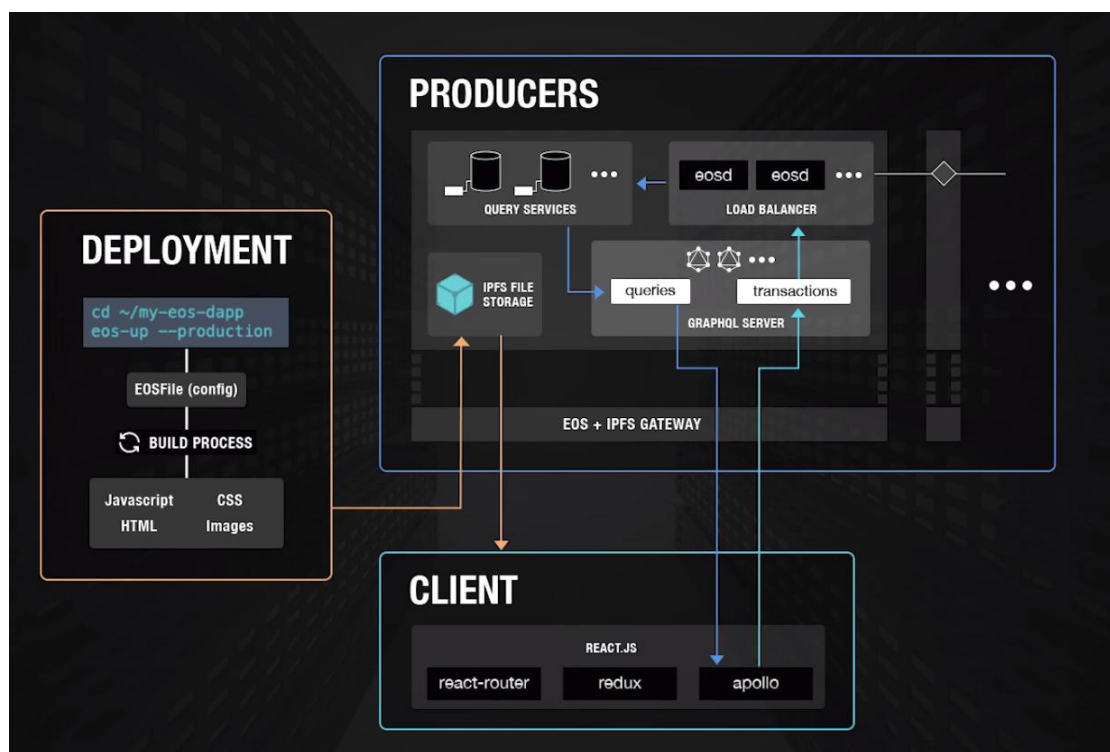 PRODUCERS
eosd eosd
QUERY SERVICES
LOAD BALANCER
IPFS FILE
STORAGE
queries
transactions
GRAPHQL SERVER
EOS + IPFS GATEWAY
DEPLOYMENT
cd ~/my-eos-dapp
eos-up --production
EOSFile (config)
BUILD PROCESS
Javascript CSS
HTML Images
CLIENT
REACT.JS
react-router
redux
apollo